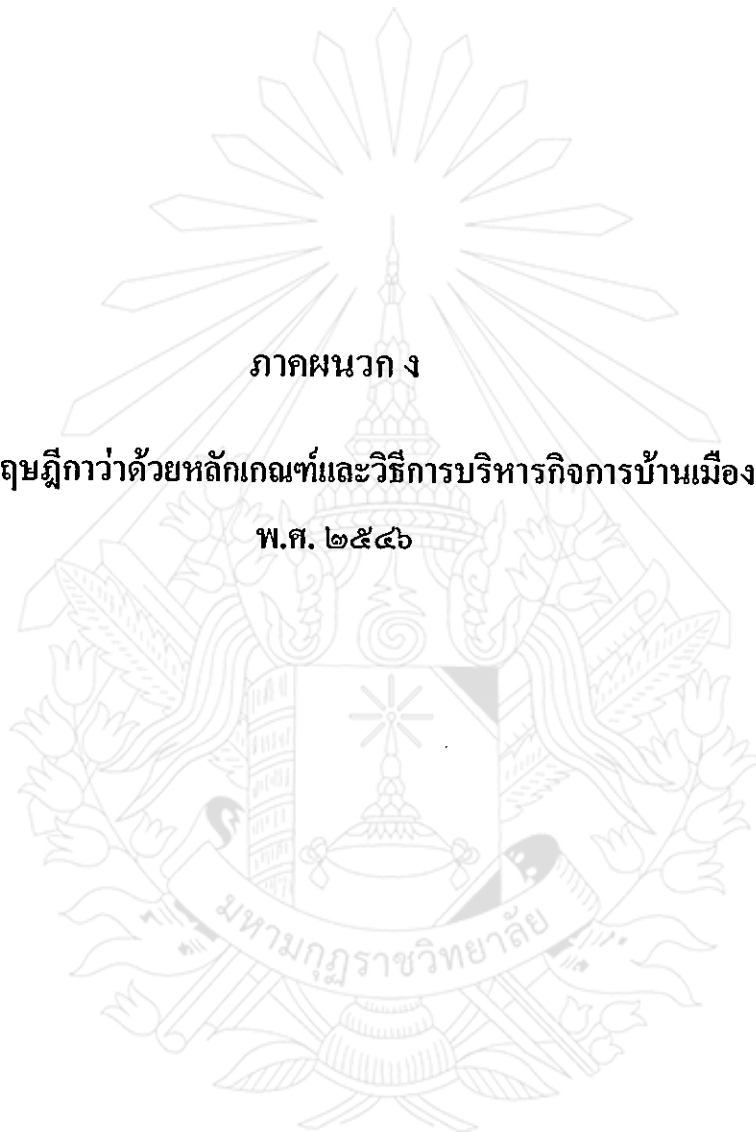 ภาคผนวก ง
ฤษฎีกาว่าด้วยหลักเกณฑ์และวิธีการบริหารกิจการบ้านเมือง
พ.ศ. ๒๕๔๖
มหามกุฏราชวิทยาลัย